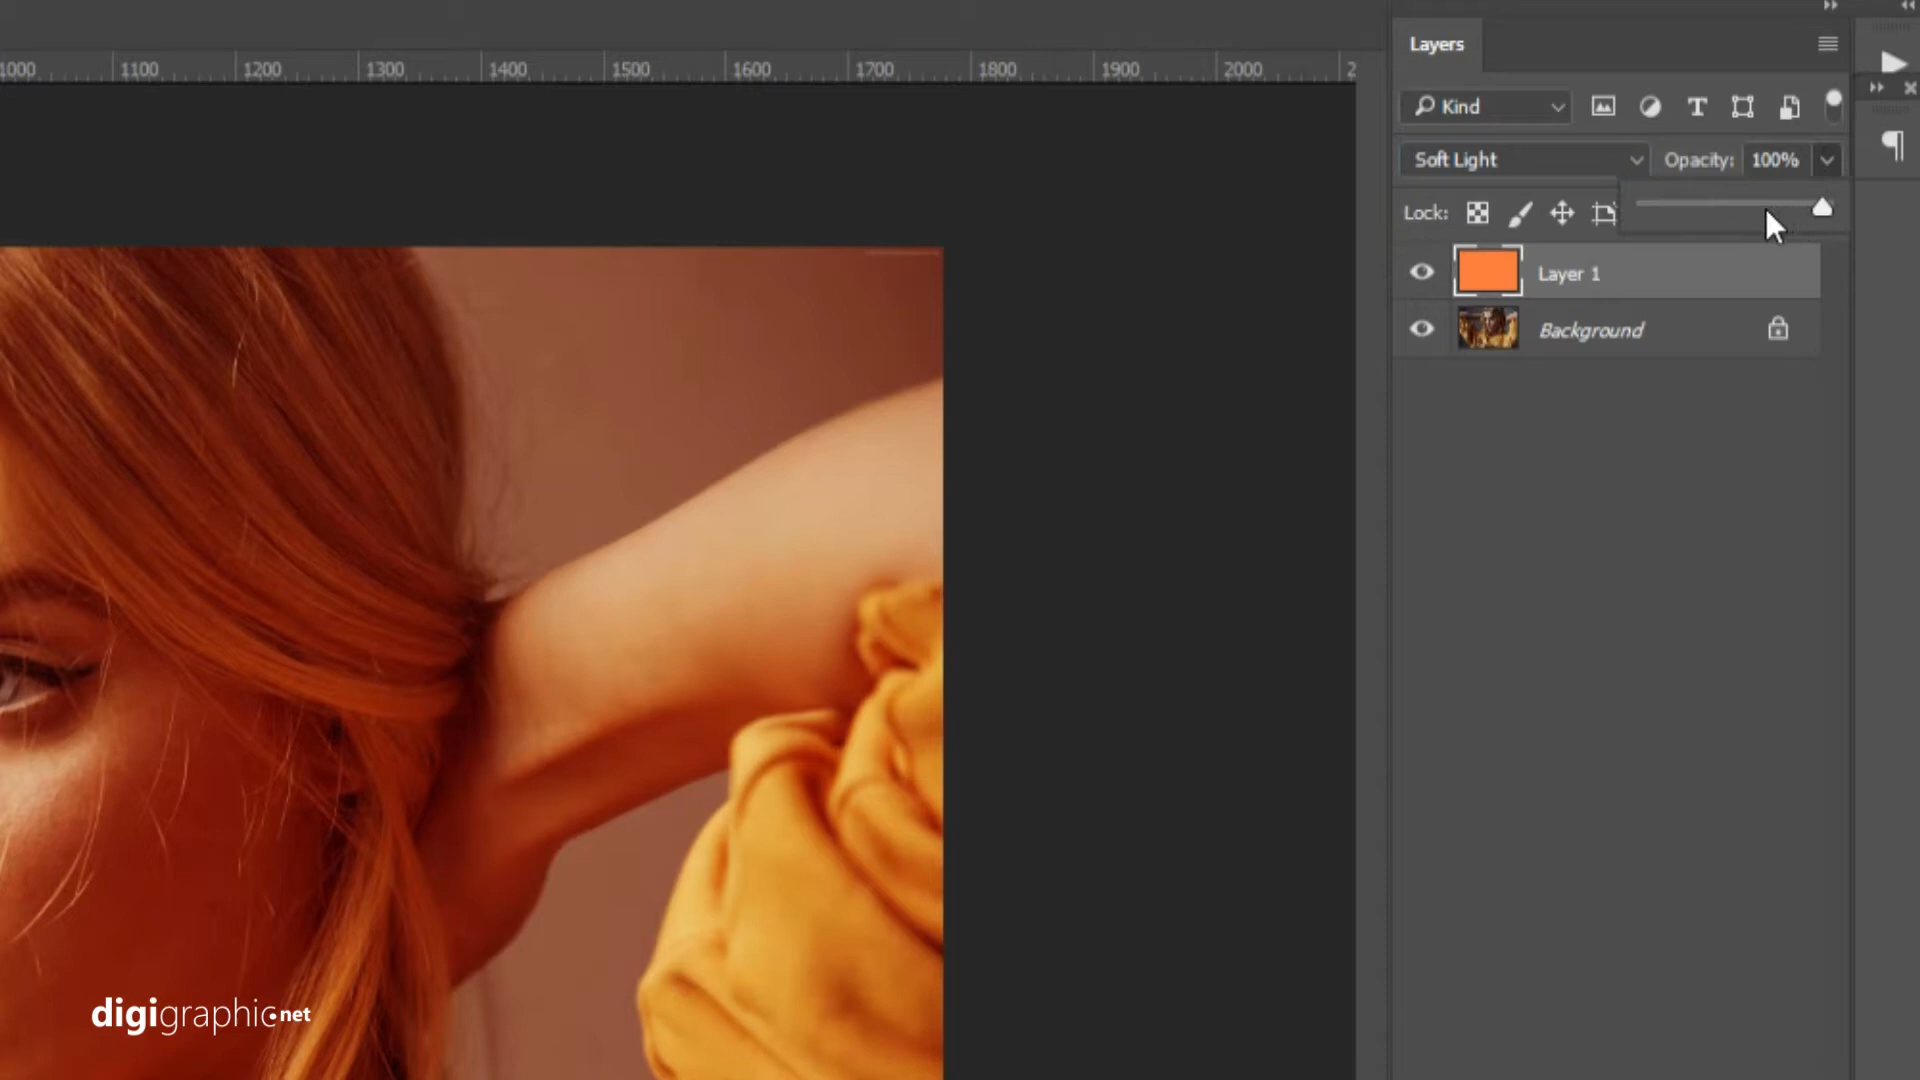 1000 1100 1200 1300 1400 1500 1600 1700 1800 1900 2000 2
Layers
Kind
Soft Light Opacity: 100%
Lock:
Layer 1
Background
digigraphic.net